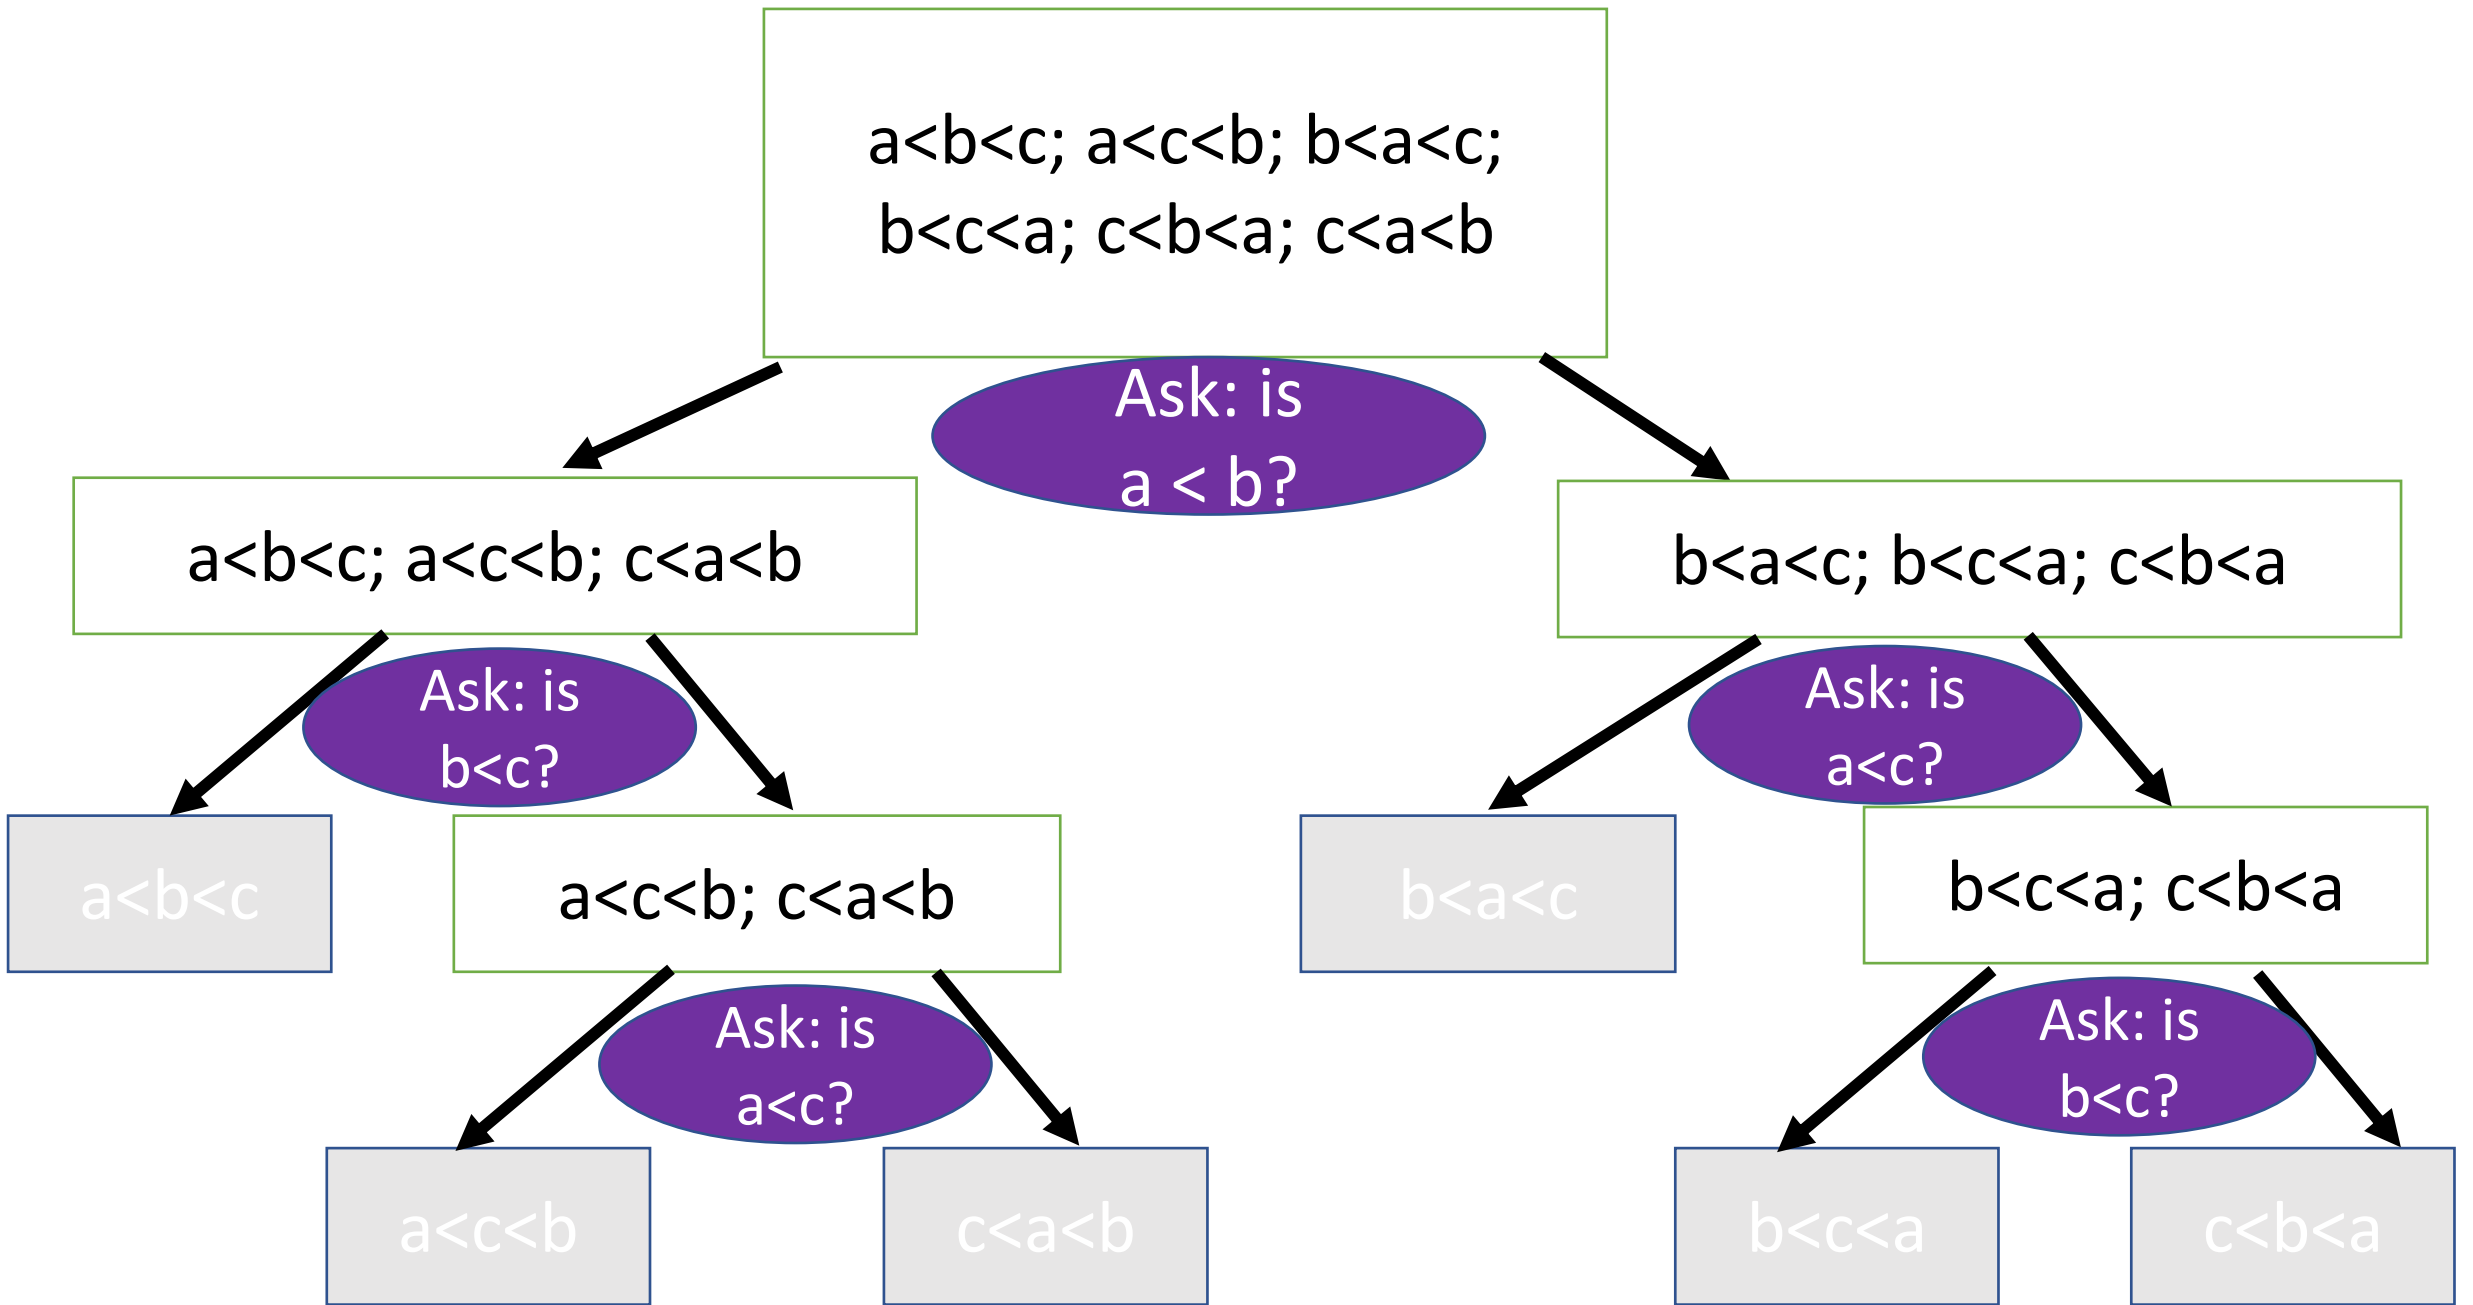 a<b<c; a<c<b; b<a<c;
b<c<a; c<b<a; c<a<b
Ask: is
a < b?
a<b<c; a<c<b; c<a<b
b<a<c; b<c<a; c<b<a
Ask: is
b<c?
Ask: is
a<c?
a<b<c
a<c<b; c<a<b
b<a<c
b<c<a; c<b<a
Ask: is
a<c?
Ask: is
b<c?
a<c<b
c<a<b
b<c<a
c<b<a